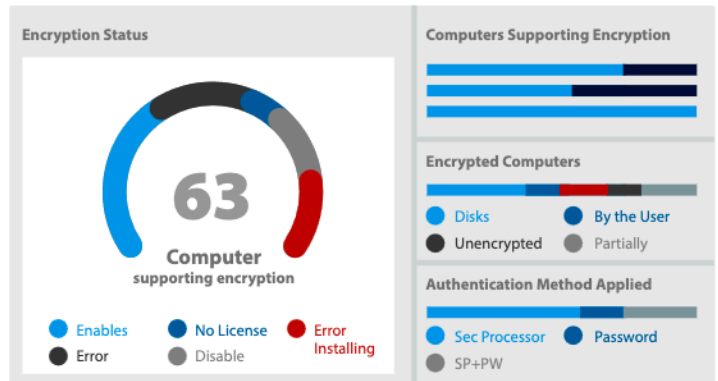 Encryption Status
63
Computer
supporting encryption
Enables
No License
Error
Installing
Error
Disable
Computers Supporting Encryption
Encrypted Computers
Disks
By the User
Unencrypted
Partially
Authentication Method Applied
Sec Processor
Password
SP+PW